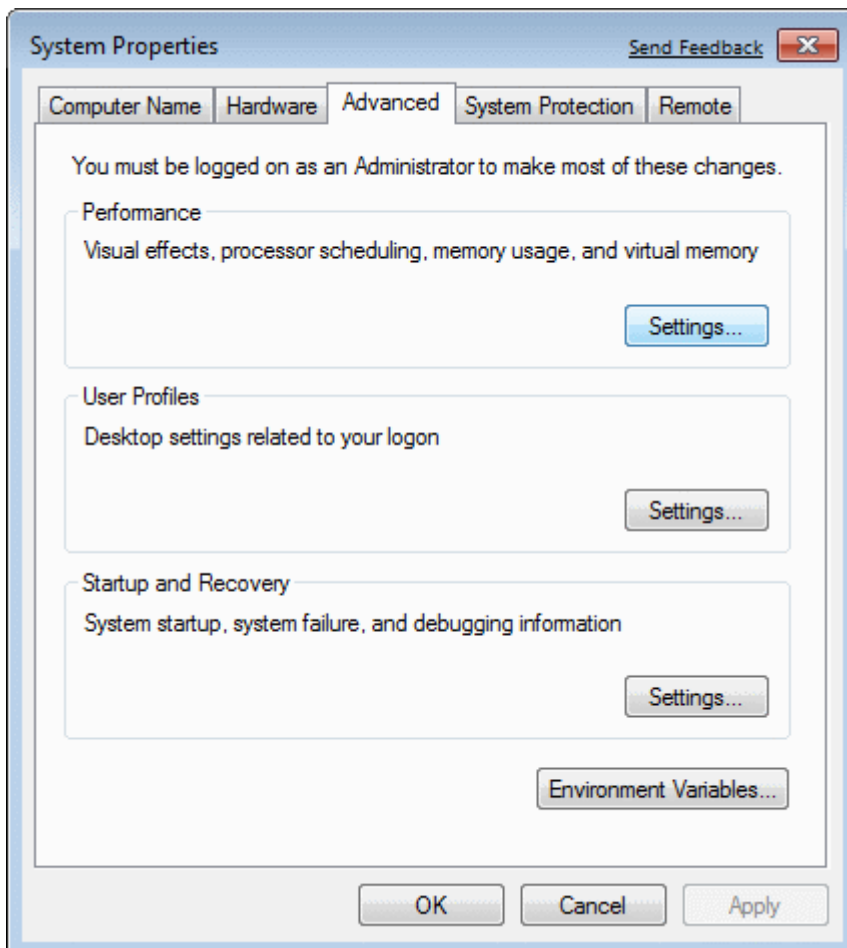 System Properties
Send Feedback
Computer Name
Hardware
Advanced
System Protection
Remote
You must be logged on as an Administrator to make most of these changes.
Performance
Visual effects, processor scheduling, memory usage, and virtual memory
Settings...
User Profiles
Desktop settings related to your logon
Settings...
Startup and Recovery
System startup, system failure, and debugging information
Settings...
Environment Variables...
OK
Cancel
Apply